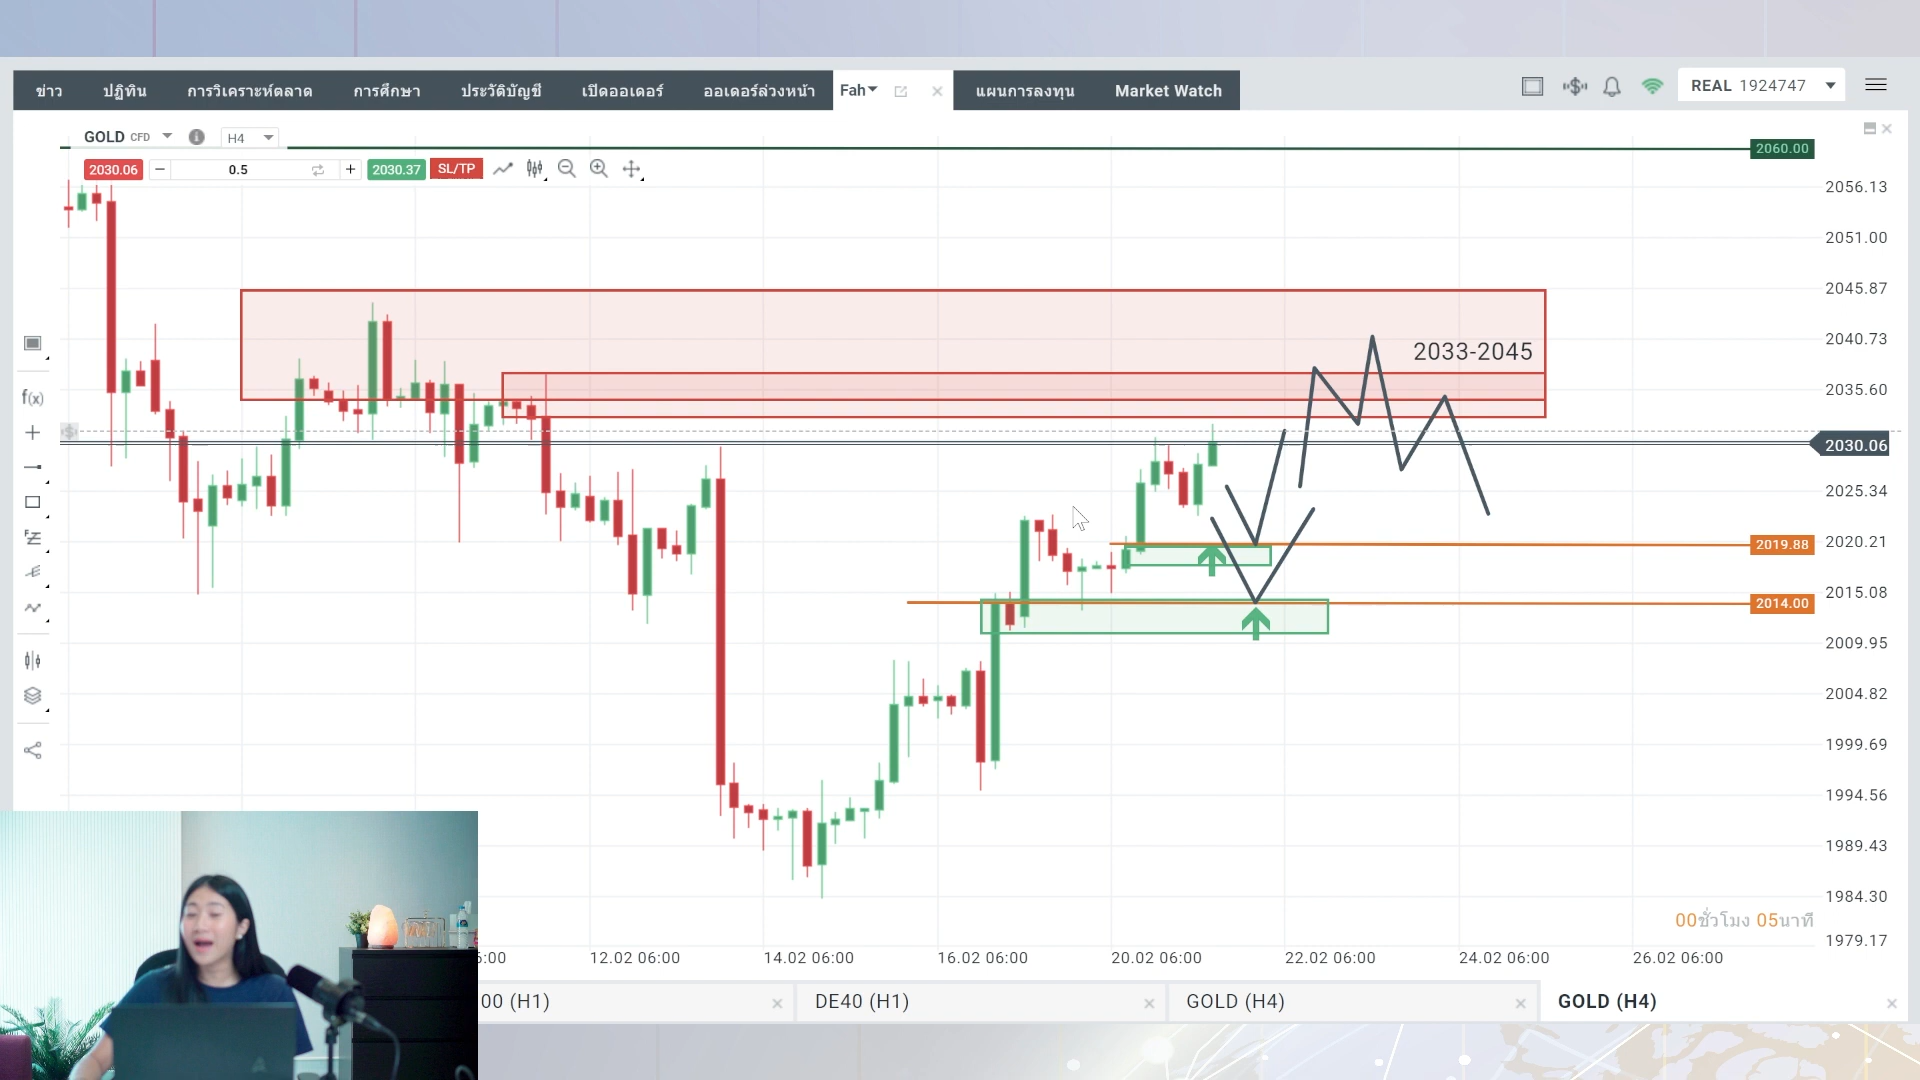 ข่าว ปฏิทิน การวิเคราะห์ตลาด การศึกษา ประวัติบัญชี เปิดออเดอร์ ออเดอร์ล่วงหน้า Fah แผนการลงทุน Market Watch REAL 1924747
GOLD CFD H4
2060.00
2030.06 0.5 2030.37 SL/TP
2056.13
2051.00
2045.87
2040.73
2033-2045
2035.60
f(x)
2030.06
2025.34
2020.21
2019.88
2015.08
2014.00
2009.95
2004.82
1999.69
1994.56
1989.43
1984.30
00ชั่วโมง 05นาที
1979.17
12.02 06:00 14.02 06:00 16.02 06:00 20.02 06:00 22.02 06:00 24.02 06:00 26.02 06:00
00 (H1) DE40 (H1) GOLD (H4) GOLD (H4)